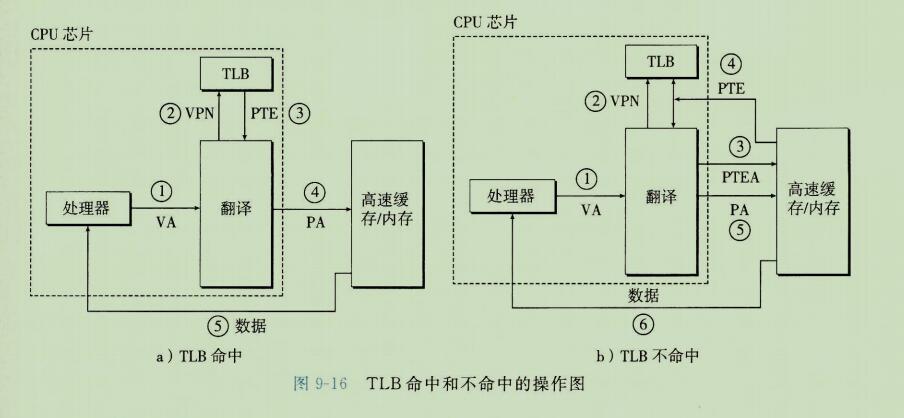 CPU 芯片
TLB
② VPN PTE ③
处理器
①
VA
翻译
④
PA
高速缓
存/内存
⑤ 数据
a）TLB 命中
CPU 芯片
TLB
④
PTE
② VPN
处理器
①
VA
翻译
③
PTEA
PA
⑤
高速缓
存/内存
数据
⑥
b）TLB 不命中
图 9-16 TLB 命中和不命中的操作图